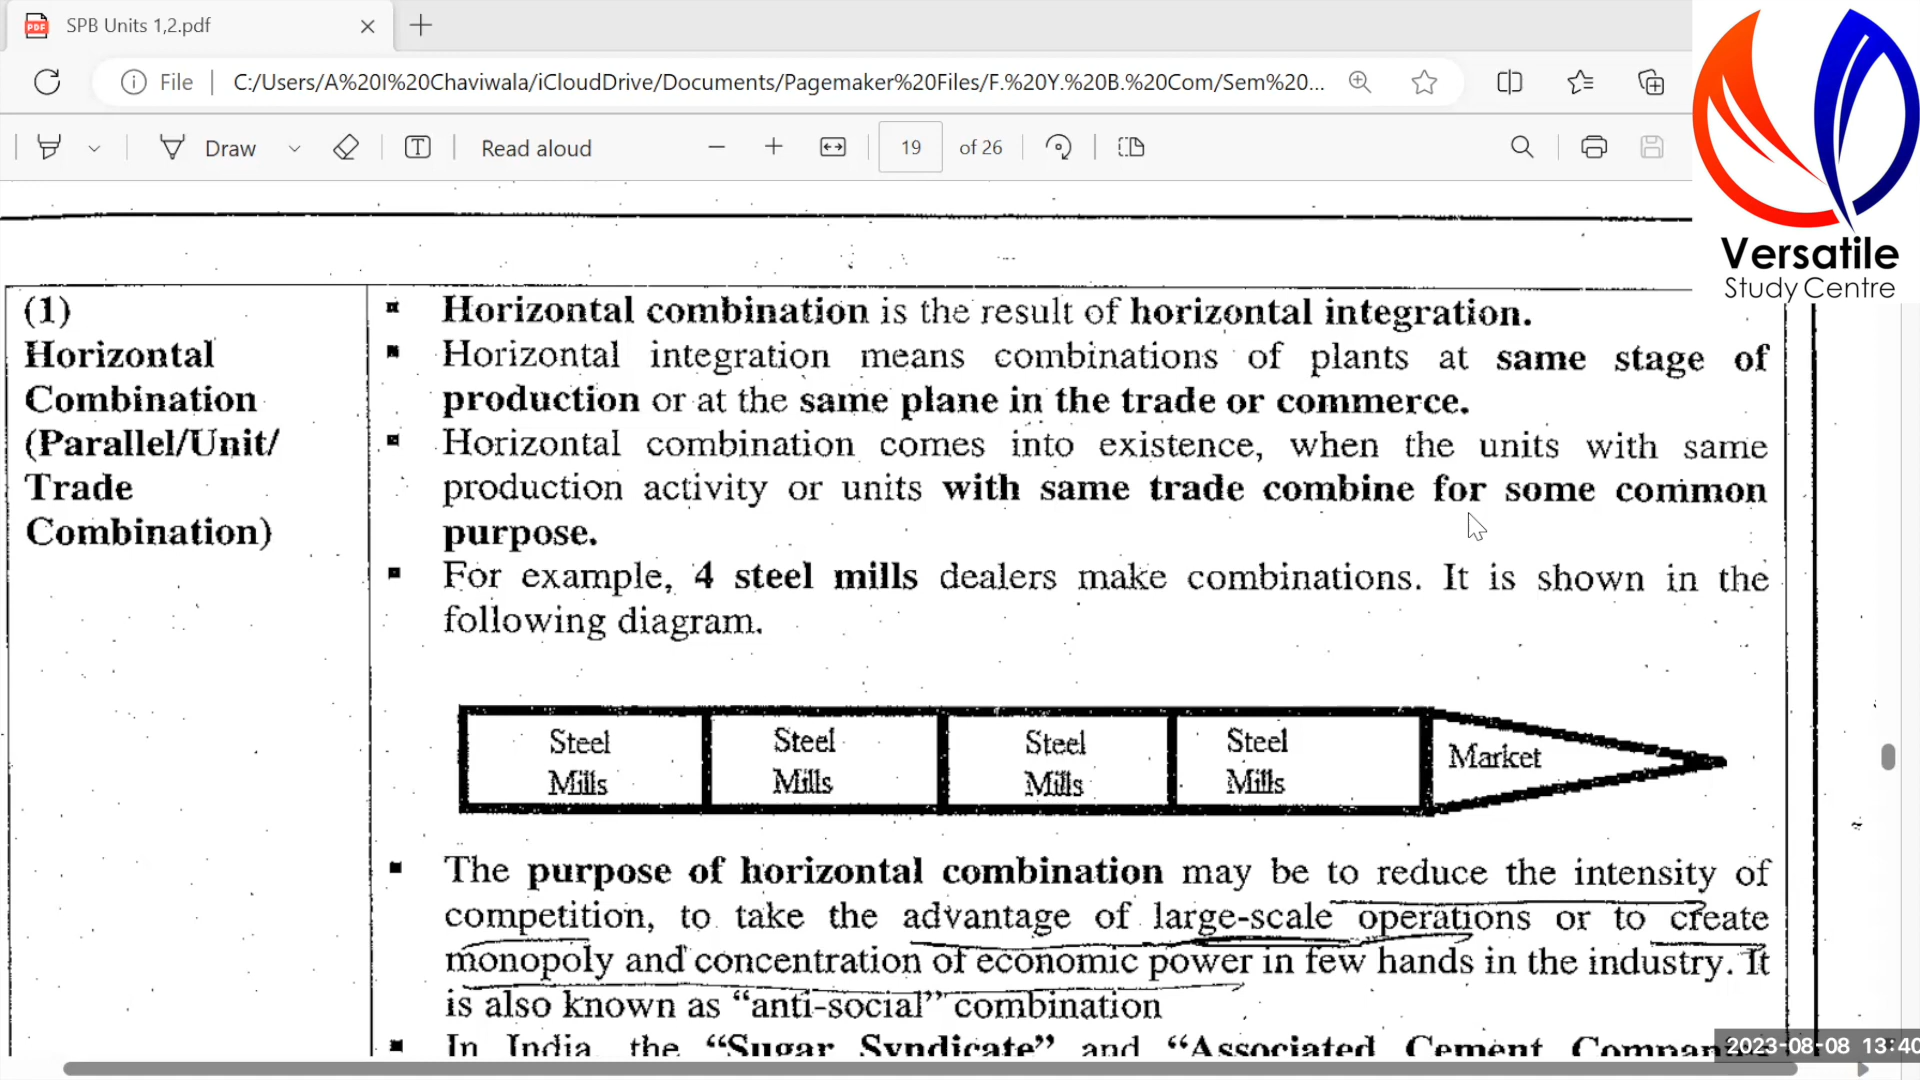 SPB Units 1,2.pdf
File
C:/Users/A%20I%20Chaviwala/iCloudDrive/Documents/Pagemaker%20Files/F.%20Y.%20B.%20Com/Sem%20...
Draw
Read aloud
19 of 26
Versatile
Study Centre
(1)
Horizontal
Combination
(Parallel/Unit/
Trade
Combination)
Horizontal combination is the result of horizontal integration.
Horizontal integration means combinations of plants at same stage of
production or at the same plane in the trade or commerce.
Horizontal combination comes into existence, when the units with same
production activity or units with same trade combine for some common
purpose.
For example, 4 steel mills dealers make combinations. It is shown in the
following diagram.
Steel
Mills
Steel
Mills
Steel
Mills
Steel
Mills
Market
The purpose of horizontal combination may be to reduce the intensity of
competition, to take the advantage of large-scale operations or to create
monopoly and concentration of economic power in few hands in the industry. It
is also known as “anti-social” combination
In India, the “Sugar Syndicate” and “Associated Cement
2023-08-08 13:40